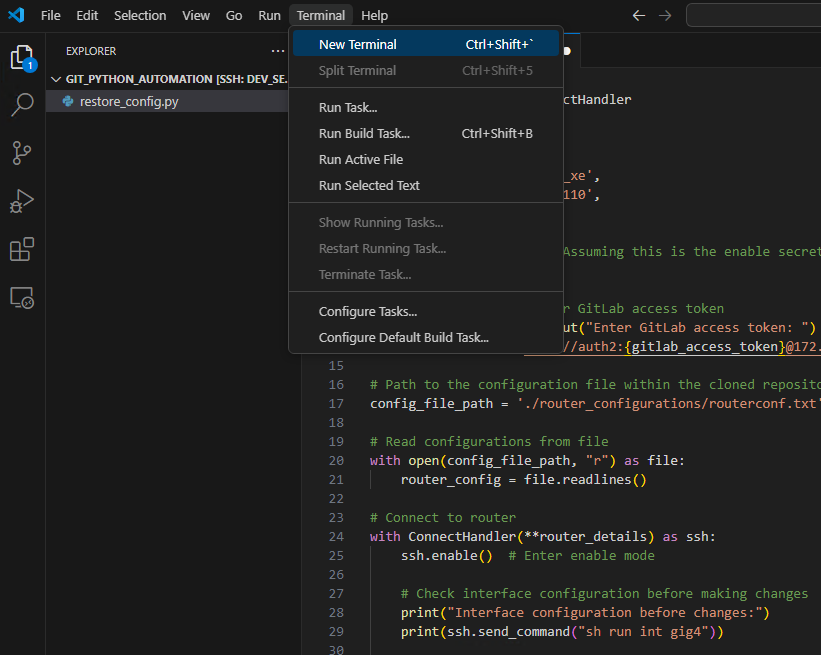 File Edit Selection View Go Run Terminal Help
EXPLORER ...
GIT_PYTHON_AUTOMATION [SSH: DEV_SE...
restore_config.py
1
New Terminal Ctrl+Shift+`
Split Terminal Ctrl+Shift+5
Run Task...
Run Build Task... Ctrl+Shift+B
Run Active File
Run Selected Text
Show Running Tasks...
Restart Running Task...
Terminate Task...
Configure Tasks...
Configure Default Build Task...
ectHandler
_xe',
110',
Assuming this is the enable secret
r GitLab access token
ut("Enter GitLab access token: ")
//auth2:{gitlab_access_token}@172.
15
16 # Path to the configuration file within the cloned reposito
17 config_file_path = './router_configurations/routerconf.txt'
18
19 # Read configurations from file
20 with open(config_file_path, "r") as file:
21 router_config = file.readlines()
22
23 # Connect to router
24 with ConnectHandler(**router_details) as ssh:
25 ssh.enable() # Enter enable mode
26
27 # Check interface configuration before making changes
28 print("Interface configuration before changes:")
29 print(ssh.send_command("sh run int gig4"))
30